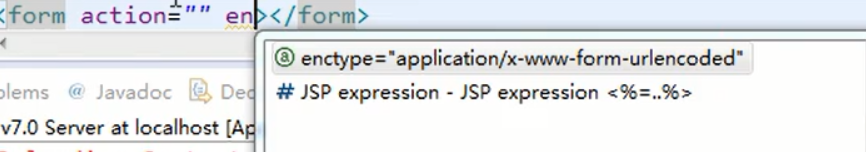 <form action="" en></form>
enctype="application/x-www-form-urlencoded"
# JSP expression - JSP expression <%=..%>
blems @ Javadoc Dec
v7.0 Server at localhost [Ap